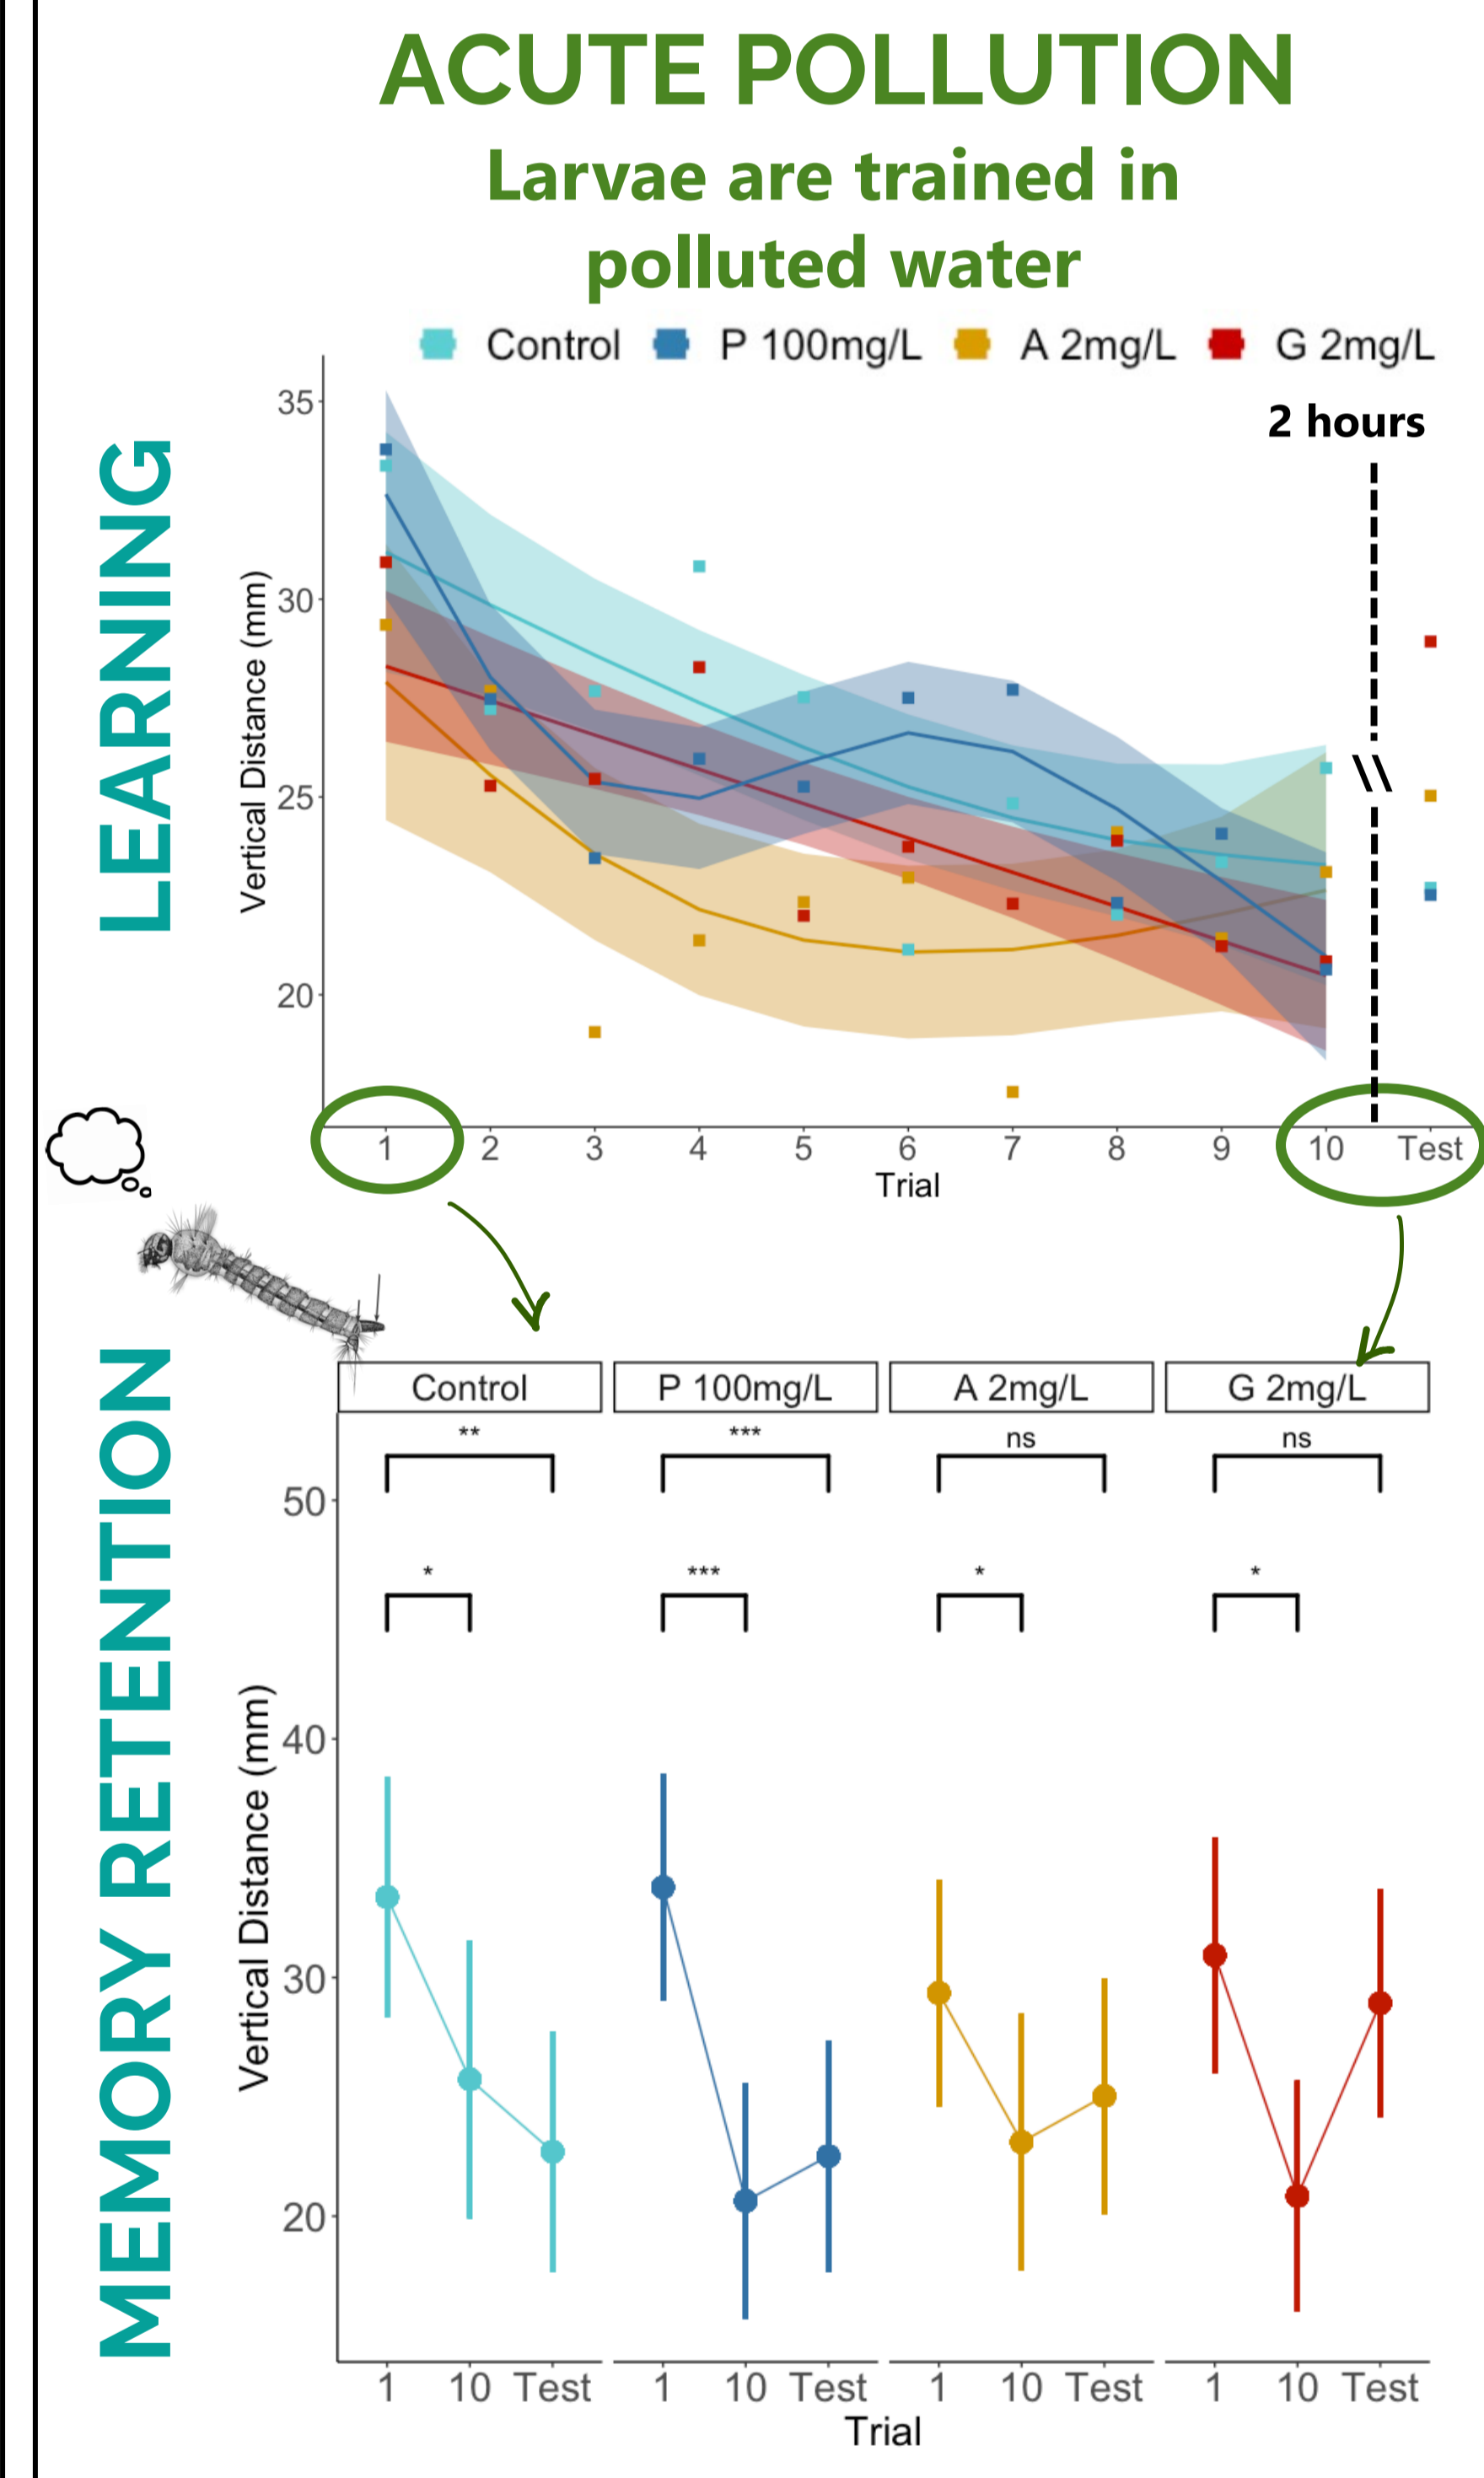 ACUTE POLLUTION
Larvae are trained in
polluted water
Control P 100mg/L A 2mg/L G 2mg/L
LEARNING
Vertical Distance (mm)
35
30
25
20
2 hours
1 2 3 4 5 6 7 8 9 10 Test
Trial
MEMORY RETENTION
Control P 100mg/L A 2mg/L G 2mg/L
** *** ns ns
* *** * *
Vertical Distance (mm)
50
40
30
20
1 10 Test 1 10 Test 1 10 Test 1 10 Test
Trial